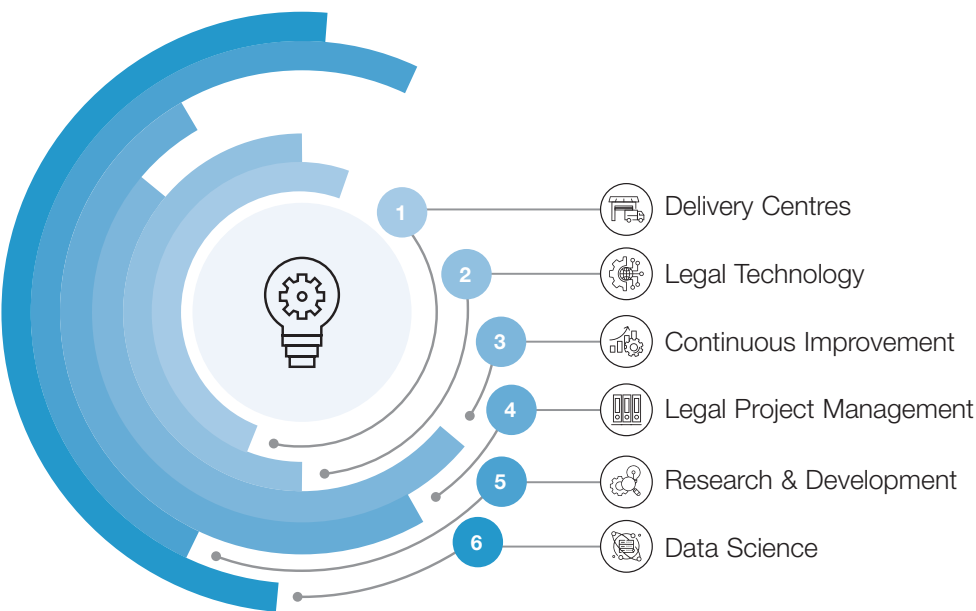 1 Delivery Centres
2 Legal Technology
3 Continuous Improvement
4 Legal Project Management
5 Research & Development
6 Data Science